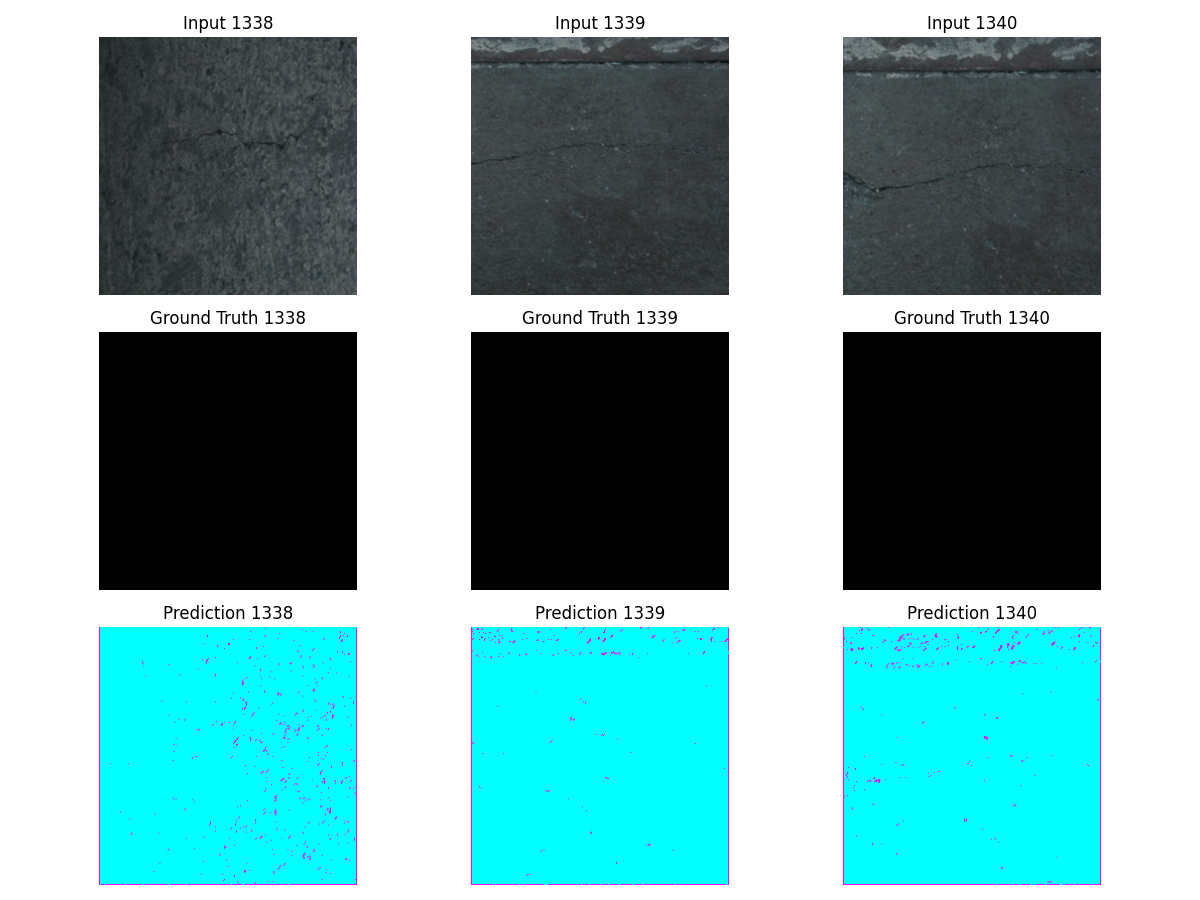 Input 1338
Input 1339
Input 1340
Ground Truth 1338
Ground Truth 1339
Ground Truth 1340
Prediction 1338
Prediction 1339
Prediction 1340